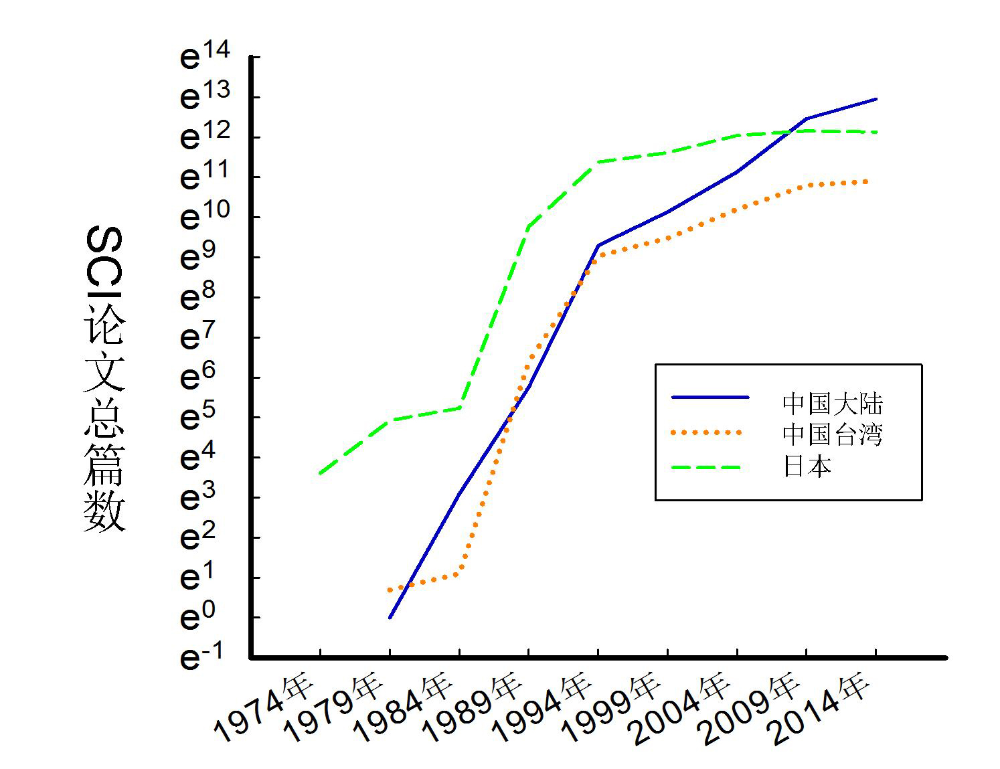 e14
e13
e12
e11
e10
e9
e8
e7
e6
e5
e4
e3
e2
e1
e0
e-1
SCI论文总篇数
中国大陆
中国台湾
日本
1974年
1979年
1984年
1989年
1994年
1999年
2004年
2009年
2014年